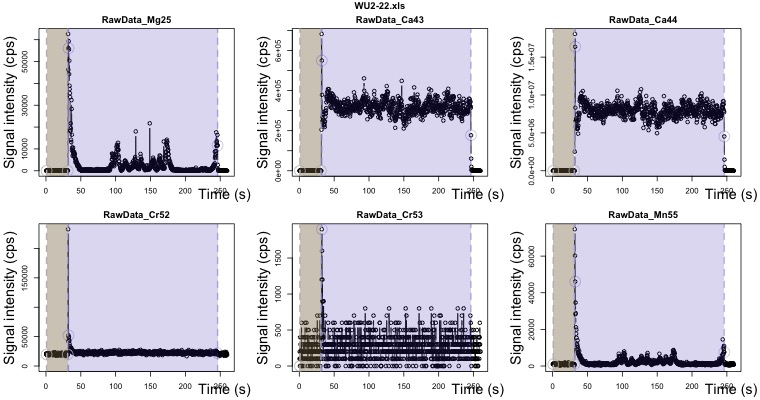 WU2-22.xls
RawData_Mg25 RawData_Ca43 RawData_Ca44
Signal intensity (cps) Signal intensity (cps) Signal intensity (cps)
0 10000 30000 50000
0e+00 2e+05 4e+05 6e+05
0.0e+00 5.0e+06 1.0e+07 1.5e+07
0 50 100 150 200 250 0 50 100 150 200 250 0 50 100 150 200 250
Time (s) Time (s) Time (s)
RawData_Cr52 RawData_Cr53 RawData_Mn55
Signal intensity (cps) Signal intensity (cps) Signal intensity (cps)
0 50000 150000
0 500 1000 1500
0 20000 40000 60000
0 50 100 150 200 250 0 50 100 150 200 250 0 50 100 150 200 250
Time (s) Time (s) Time (s)